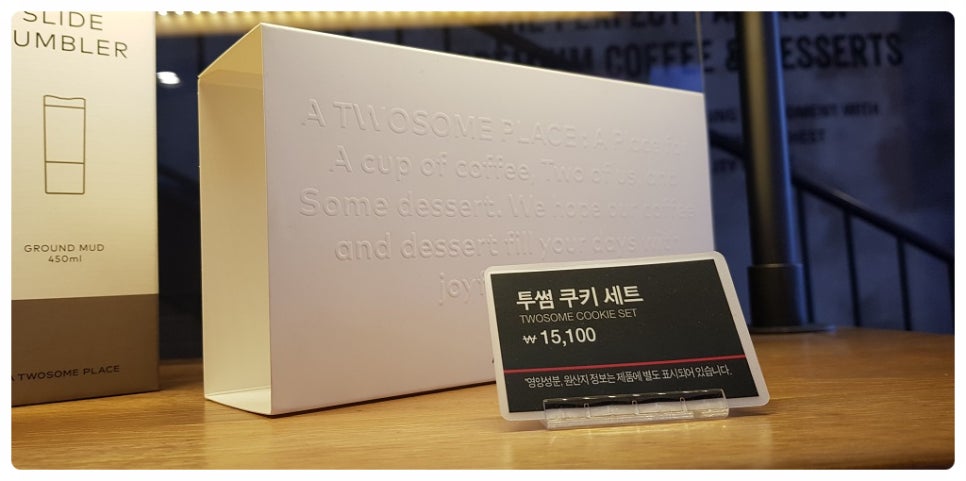 SLIDE
UMBLER
GROUND MUD
450ml
A TWOSOME PLACE
A TWOSOME PLACE : A Place for
A cup of coffee, Two of us, and
Some dessert. We hope our coffee
and dessert fill your days with
joy
COFFEE &
투썸 쿠키 세트
TWOSOME COOKIE SET
₩ 15,100
*영양성분, 원산지 정보는 제품에 별도 표시되어 있습니다.